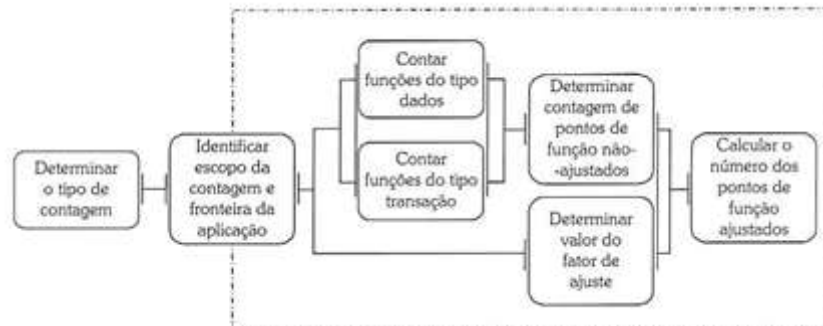 Determinar
o tipo de
contagem
Identificar
escopo da
contagem e
fronteira da
aplicação
Contar
funções do tipo
dados
Contar
funções do tipo
transação
Determinar
contagem de
pontos de
função não-
-ajustados
Determinar
valor do
fator de
ajuste
Calcular o
número dos
pontos de
função
ajustados